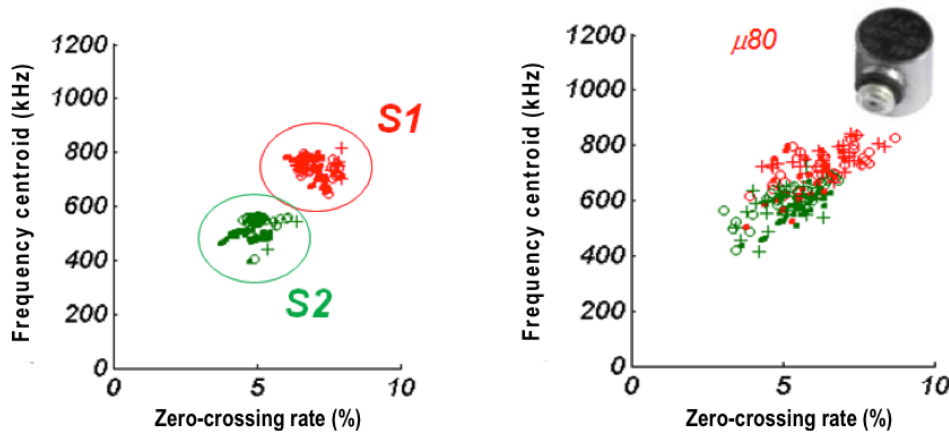 1200
1000
800
600
400
200
0
0 5 10
Frequency centroid (kHz)
Zero-crossing rate (%)
S1
S2
1200
1000
800
600
400
200
0
0 5 10
Frequency centroid (kHz)
Zero-crossing rate (%)
μ80